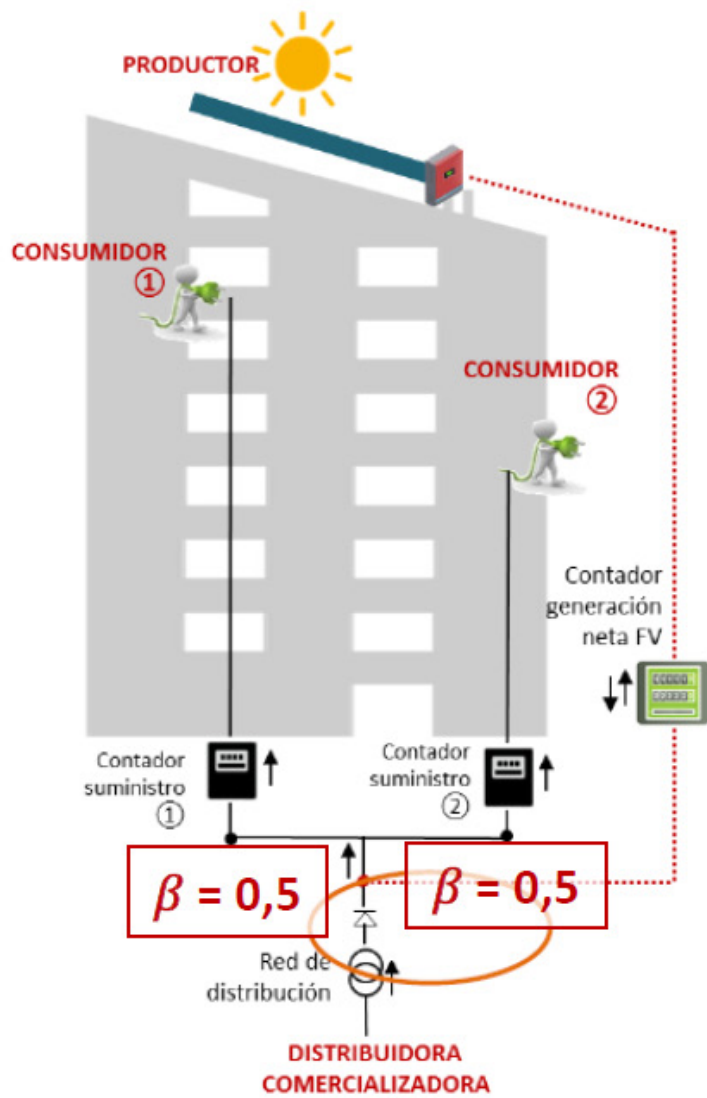 PRODUCTOR
CONSUMIDOR
①
CONSUMIDOR
②
Contador
generación
neta FV
Contador
suministro
①
Contador
suministro
②
β = 0,5
β = 0,5
Red de
distribución
DISTRIBUIDORA
COMERCIALIZADORA